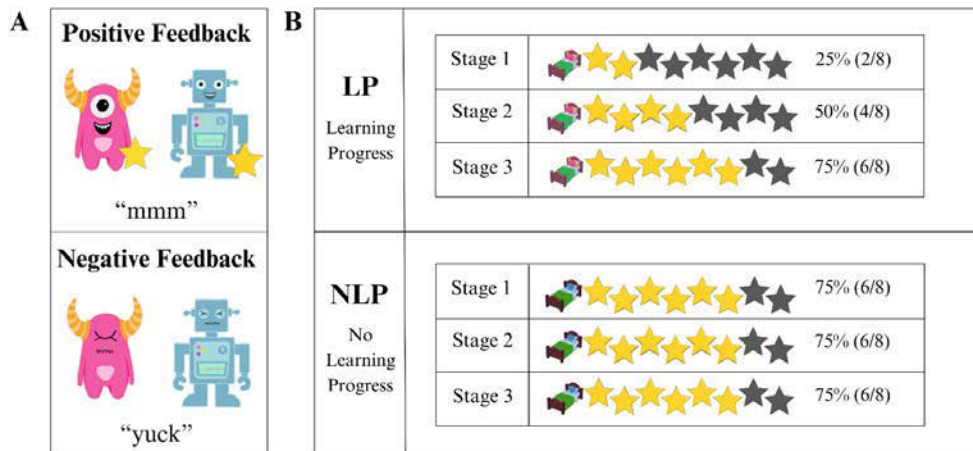 A
Positive Feedback
“mmm”
Negative Feedback
“yuck”
B
LP
Learning
Progress
Stage 1
25% (2/8)
Stage 2
50% (4/8)
Stage 3
75% (6/8)
NLP
No
Learning
Progress
Stage 1
75% (6/8)
Stage 2
75% (6/8)
Stage 3
75% (6/8)